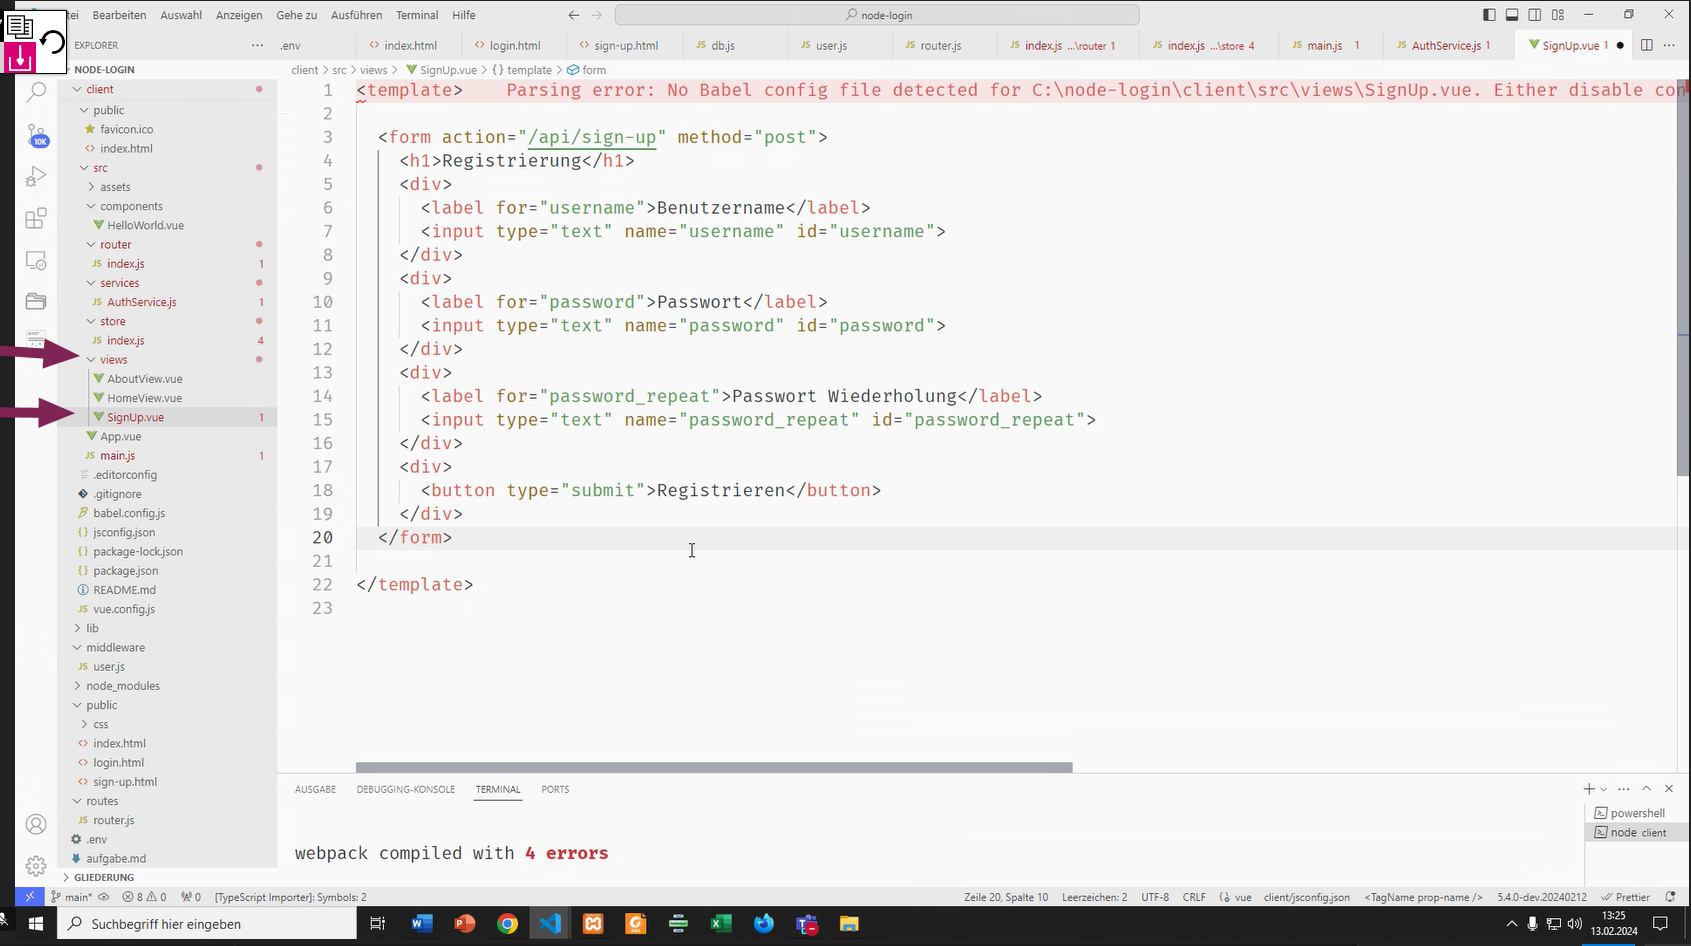 Datei Bearbeiten Auswahl Anzeigen Gehe zu Ausführen Terminal Hilfe
node-login
EXPLORER
.env
index.html
login.html
sign-up.html
db.js
user.js
router.js
index.js ...\router 1
index.js ...\store 4
main.js 1
AuthService.js 1
SignUp.vue 1
NODE-LOGIN
client
public
favicon.ico
index.html
src
assets
components
HelloWorld.vue
router
index.js 1
services
AuthService.js 1
store
index.js 4
views
AboutView.vue
HomeView.vue
SignUp.vue 1
App.vue
main.js 1
.editorconfig
.gitignore
babel.config.js
jsconfig.json
package-lock.json
package.json
README.md
vue.config.js
lib
middleware
user.js
node_modules
public
css
index.html
login.html
sign-up.html
routes
router.js
.env
aufgabe.md
GLIEDERUNG
10K
client > src > views > SignUp.vue > {} template > form
1 <template> Parsing error: No Babel config file detected for C:\node-login\client\src\views\SignUp.vue. Either disable con
2
3 <form action="/api/sign-up" method="post">
4 <h1>Registrierung</h1>
5 <div>
6 <label for="username">Benutzername</label>
7 <input type="text" name="username" id="username">
8 </div>
9 <div>
10 <label for="password">Passwort</label>
11 <input type="text" name="password" id="password">
12 </div>
13 <div>
14 <label for="password_repeat">Passwort Wiederholung</label>
15 <input type="text" name="password_repeat" id="password_repeat">
16 </div>
17 <div>
18 <button type="submit">Registrieren</button>
19 </div>
20 </form>
21
22 </template>
23
AUSGABE DEBUGGING-KONSOLE TERMINAL PORTS
powershell
node client
webpack compiled with 4 errors
main* 8 0 0 [TypeScript Importer]: Symbols: 2
Zeile 20, Spalte 10 Leerzeichen: 2 UTF-8 CRLF {} vue client/jsconfig.json <TagName prop-name /> 5.4.0-dev.20240212 Prettier
Suchbegriff hier eingeben
13:25
13.02.2024